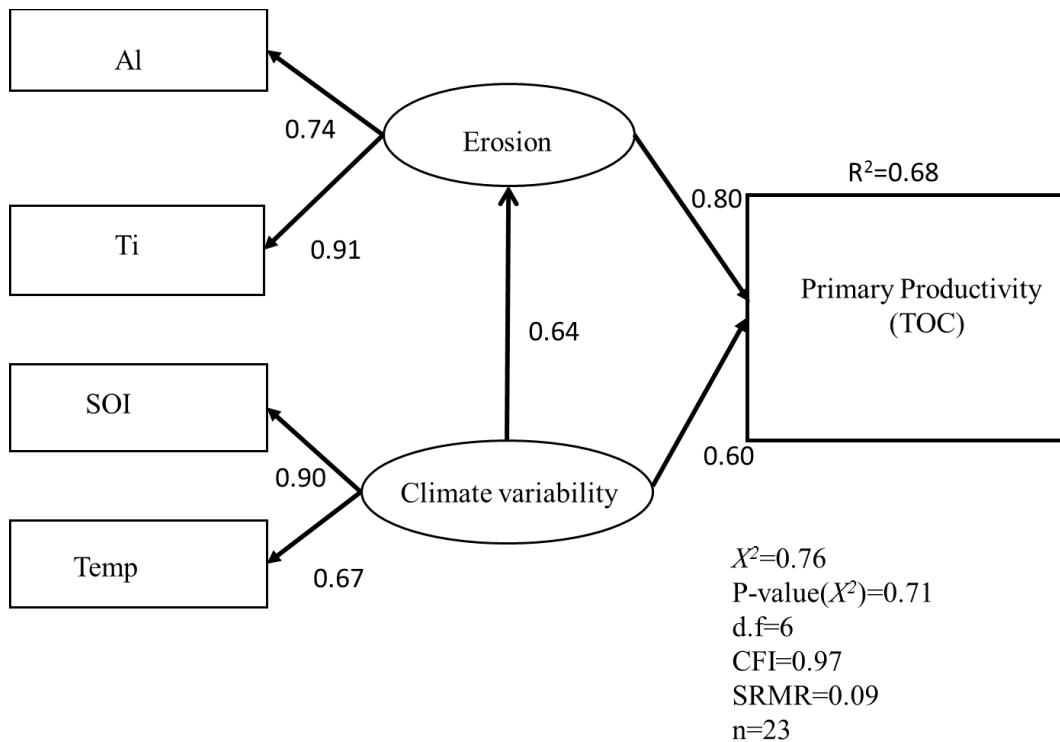 Al
0.74
Erosion
R²=0.68
0.80
Ti
0.91
Primary Productivity
(TOC)
0.64
SOI
0.90
Climate variability
0.60
Temp
0.67
X²=0.76
P-value(X²)=0.71
d.f=6
CFI=0.97
SRMR=0.09
n=23